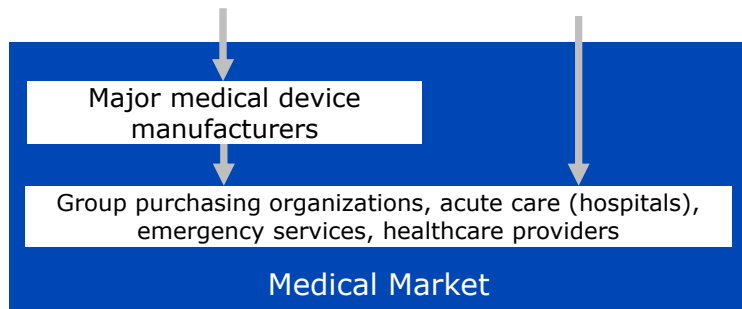 Major medical device
manufacturers
Group purchasing organizations, acute care (hospitals),
emergency services, healthcare providers
Medical Market